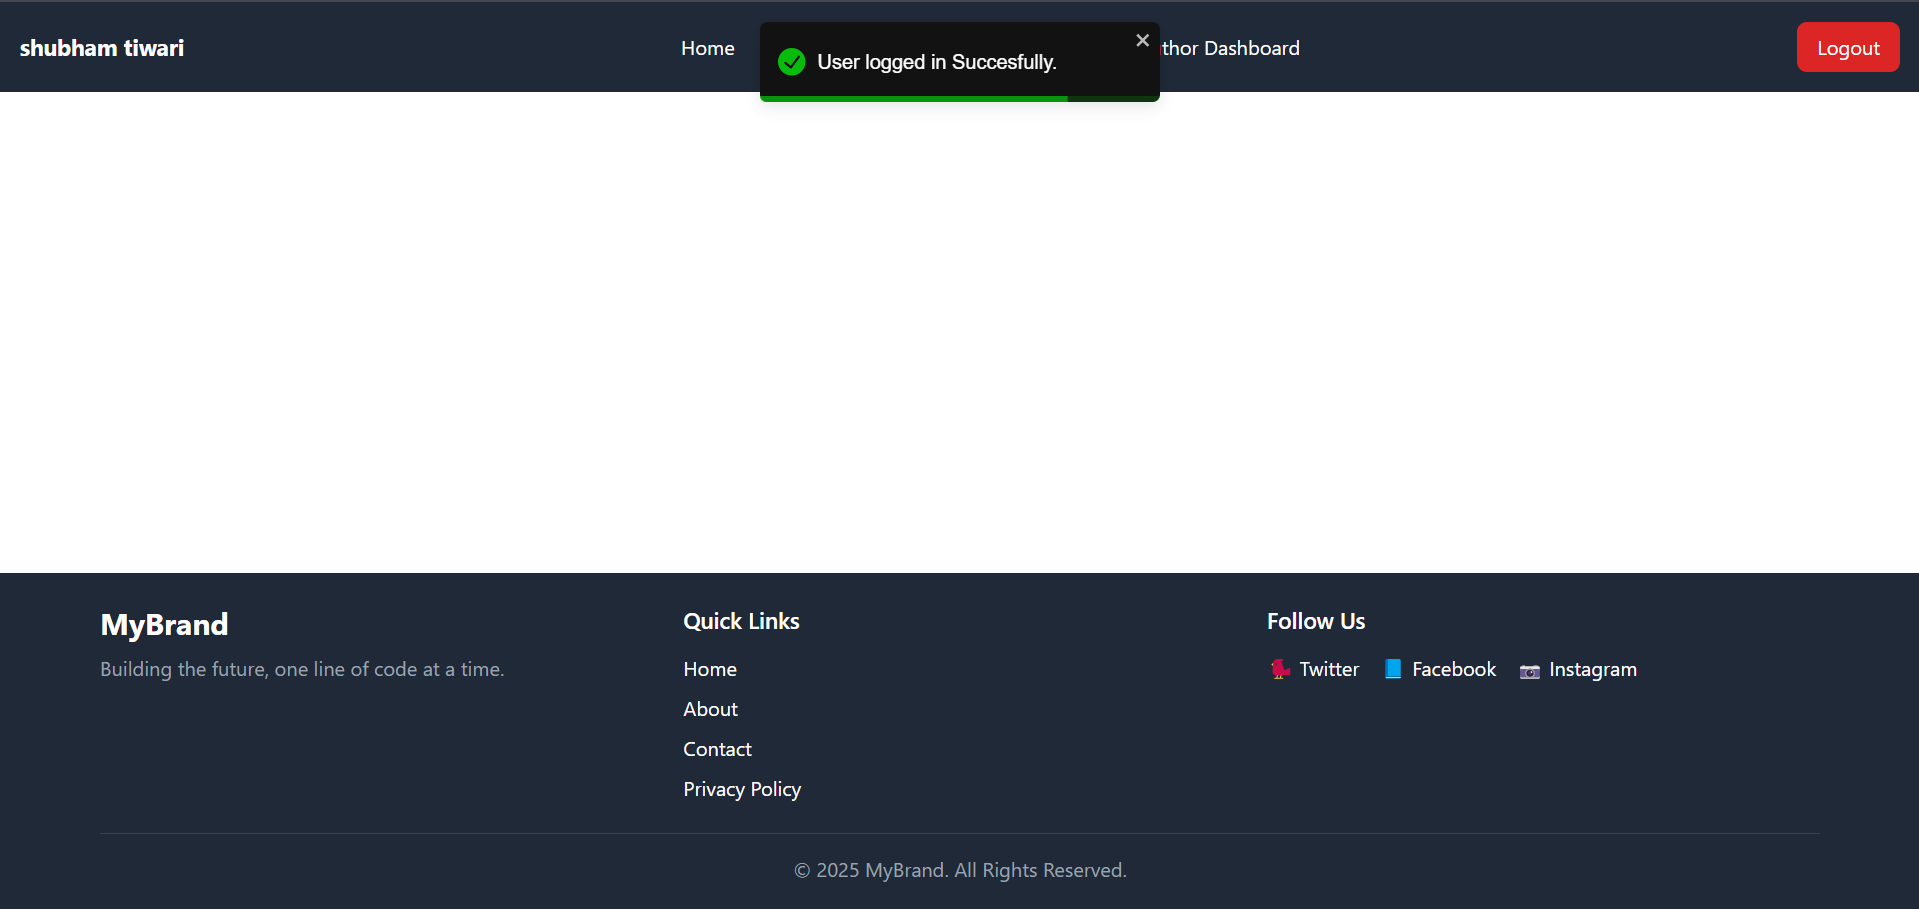 shubham tiwari
Home
thor Dashboard
Logout
User logged in Succesfully.
MyBrand
Building the future, one line of code at a time.
Quick Links
Home
About
Contact
Privacy Policy
Follow Us
Twitter Facebook Instagram
© 2025 MyBrand. All Rights Reserved.